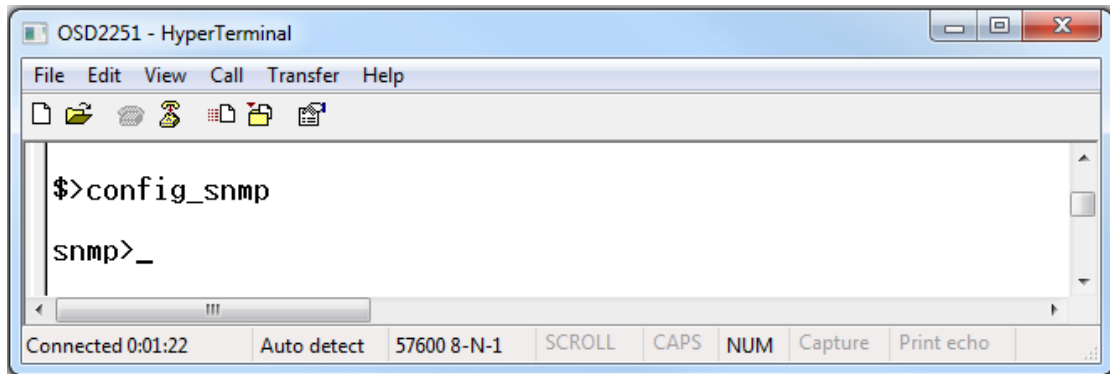 OSD2251 - HyperTerminal
File Edit View Call Transfer Help
$>config_snmp
snmp>_
Connected 0:01:22 Auto detect 57600 8-N-1 SCROLL CAPS NUM Capture Print echo